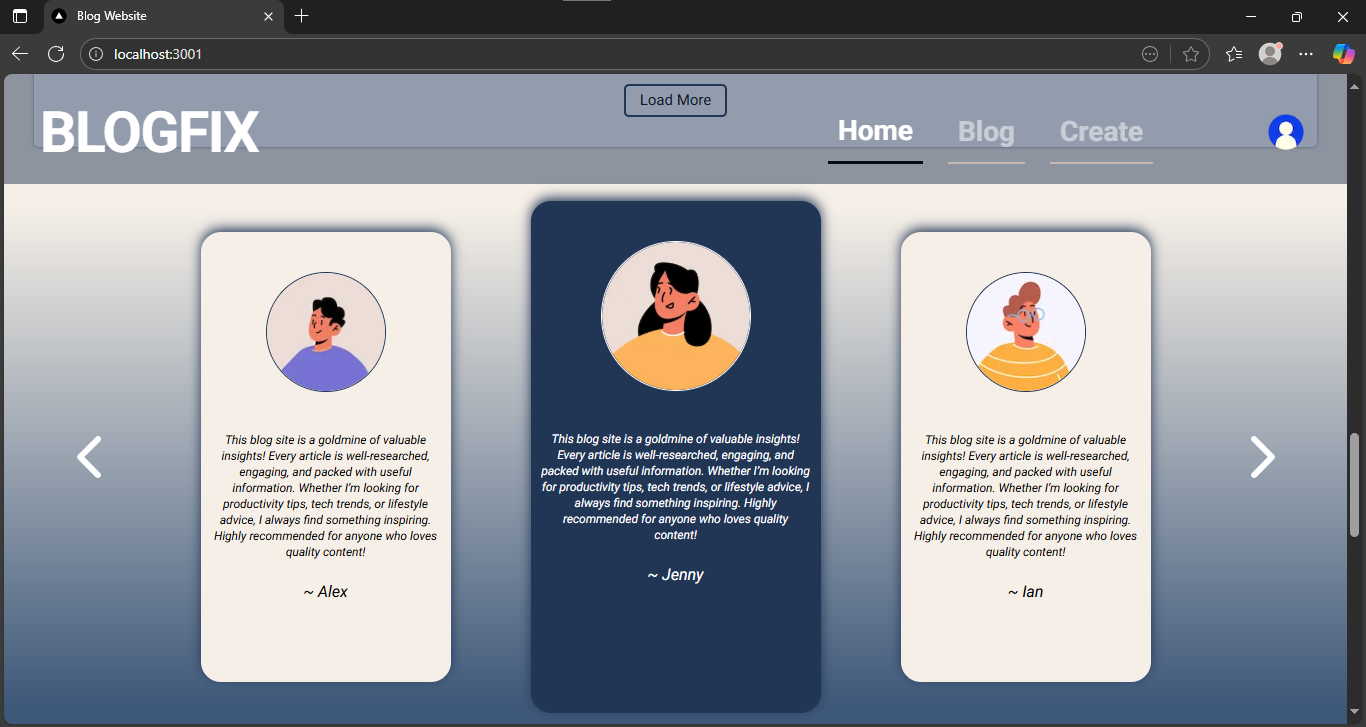 Blog Website
localhost:3001
Load More
BLOGFIX
Home
Blog
Create
This blog site is a goldmine of valuable
insights! Every article is well-researched,
engaging, and packed with useful
information. Whether I'm looking for
productivity tips, tech trends, or lifestyle
advice, I always find something inspiring.
Highly recommended for anyone who loves
quality content!
~ Alex
This blog site is a goldmine of valuable insights!
Every article is well-researched, engaging, and
packed with useful information. Whether I'm looking
for productivity tips, tech trends, or lifestyle advice, I
always find something inspiring. Highly
recommended for anyone who loves quality
content!
~ Jenny
This blog site is a goldmine of valuable
insights! Every article is well-researched,
engaging, and packed with useful
information. Whether I'm looking for
productivity tips, tech trends, or lifestyle
advice, I always find something inspiring.
Highly recommended for anyone who loves
quality content!
~ Ian